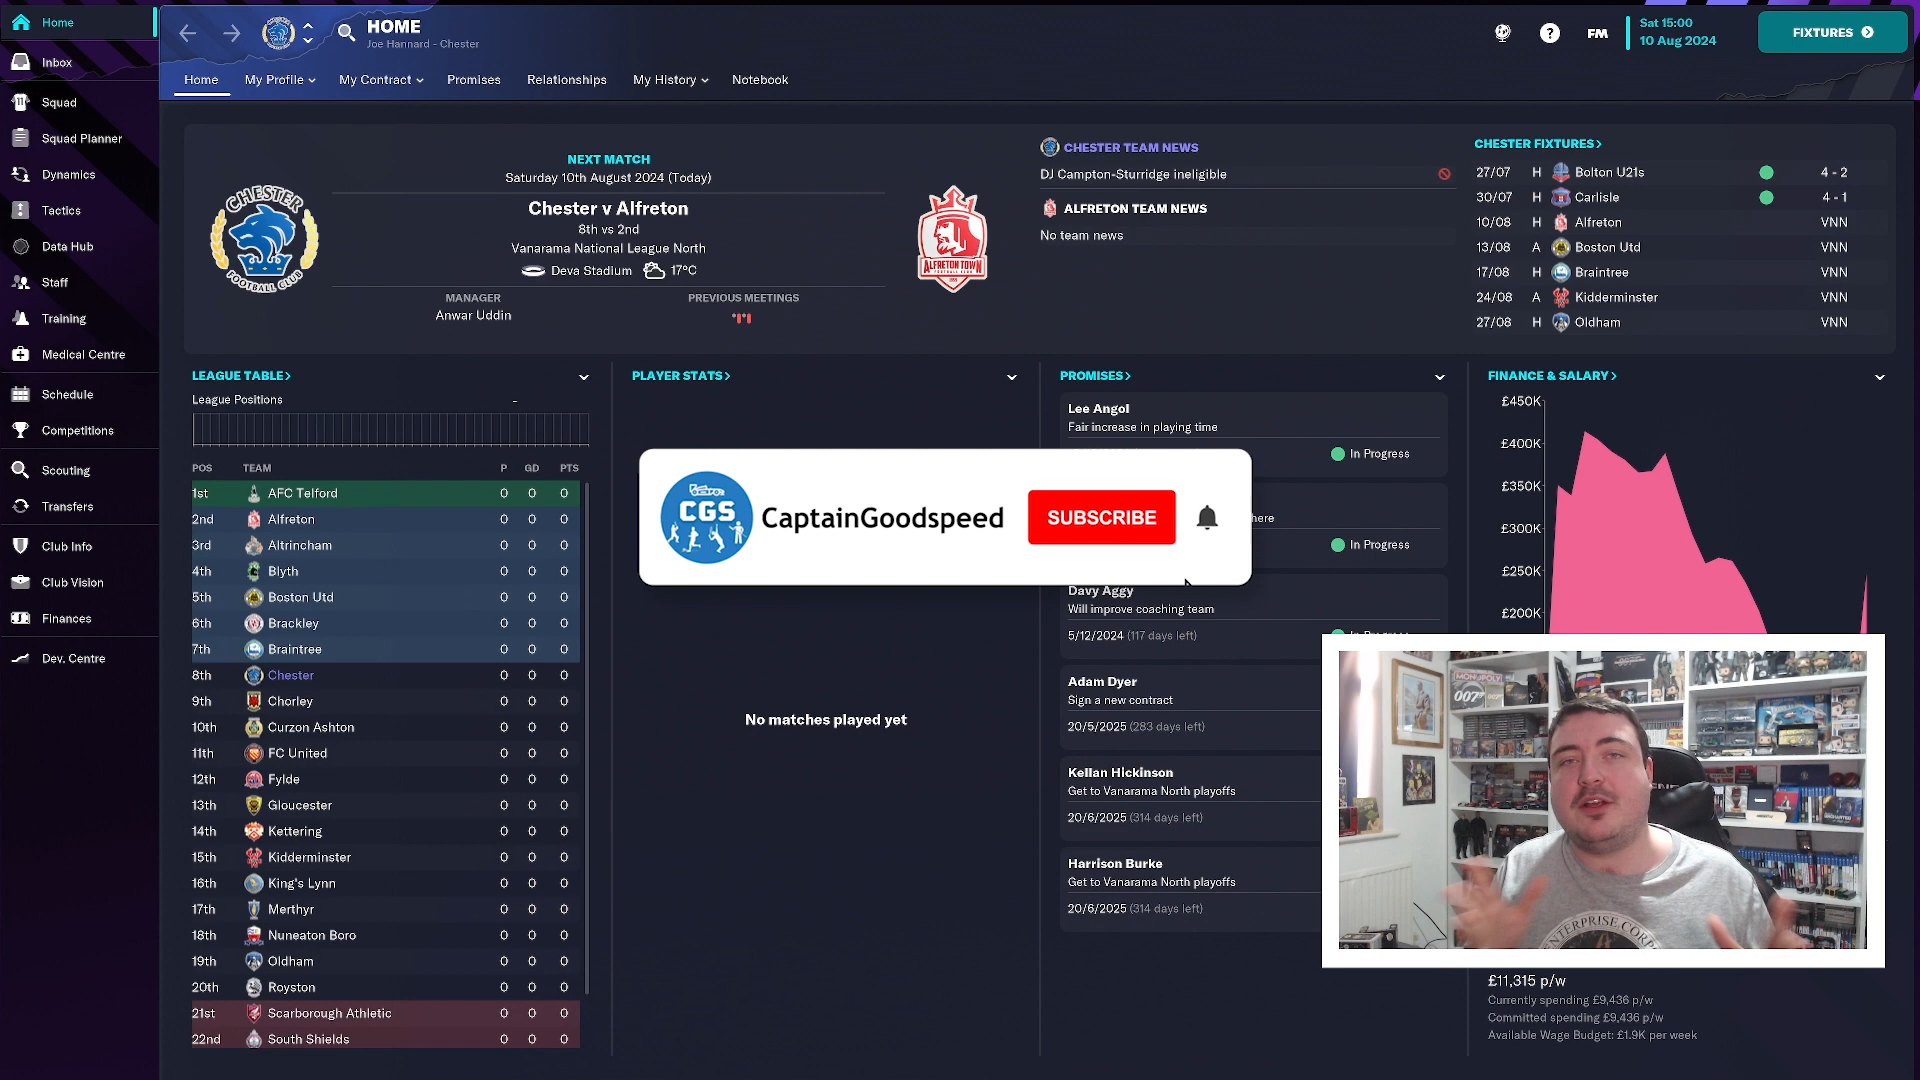 Home
Inbox
Squad
Squad Planner
Dynamics
Tactics
Data Hub
Staff
Training
Medical Centre
Schedule
Competitions
Scouting
Transfers
Club Info
Club Vision
Finances
Dev. Centre
HOME
Joe Hannard - Chester
FM
Sat 15:00
10 Aug 2024
FIXTURES
Home My Profile My Contract Promises Relationships My History Notebook
NEXT MATCH
Saturday 10th August 2024 (Today)
Chester v Alfreton
8th vs 2nd
Vanarama National League North
Deva Stadium 17°C
MANAGER
Anwar Uddin
PREVIOUS MEETINGS
CHESTER
FOOTBALL CLUB
ALFRETON TOWN
CHESTER TEAM NEWS
DJ Campton-Sturridge ineligible
ALFRETON TEAM NEWS
No team news
CHESTER FIXTURES>
27/07 H Bolton U21s 4 - 2
30/07 H Carlisle 4 - 1
10/08 H Alfreton VNN
13/08 A Boston Utd VNN
17/08 H Braintree VNN
24/08 A Kidderminster VNN
27/08 H Oldham VNN
LEAGUE TABLE>
League Positions -
POS TEAM P GD PTS
1st AFC Telford 0 0 0
2nd Alfreton 0 0 0
3rd Altrincham 0 0 0
4th Blyth 0 0 0
5th Boston Utd 0 0 0
6th Brackley 0 0 0
7th Braintree 0 0 0
8th Chester 0 0 0
9th Chorley 0 0 0
10th Curzon Ashton 0 0 0
11th FC United 0 0 0
12th Fylde 0 0 0
13th Gloucester 0 0 0
14th Kettering 0 0 0
15th Kidderminster 0 0 0
16th King's Lynn 0 0 0
17th Merthyr 0 0 0
18th Nuneaton Boro 0 0 0
19th Oldham 0 0 0
20th Royston 0 0 0
21st Scarborough Athletic 0 0 0
22nd South Shields 0 0 0
PLAYER STATS>
No matches played yet
CGS
CaptainGoodspeed
SUBSCRIBE
PROMISES>
Lee Angol
Fair increase in playing time
In Progress
here
In Progress
Davy Aggy
Will improve coaching team
5/12/2024 (117 days left)
In Progress
Adam Dyer
Sign a new contract
20/5/2025 (283 days left)
Kellan Hickinson
Get to Vanarama North playoffs
20/6/2025 (314 days left)
Harrison Burke
Get to Vanarama North playoffs
20/6/2025 (314 days left)
FINANCE & SALARY>
£450K
£400K
£350K
£300K
£250K
£200K
MONOPOLY
007
ENTERPRISE CORP
£11,315 p/w
Currently spending £9,436 p/w
Committed spending £9,436 p/w
Available Wage Budget: £1.9K per week